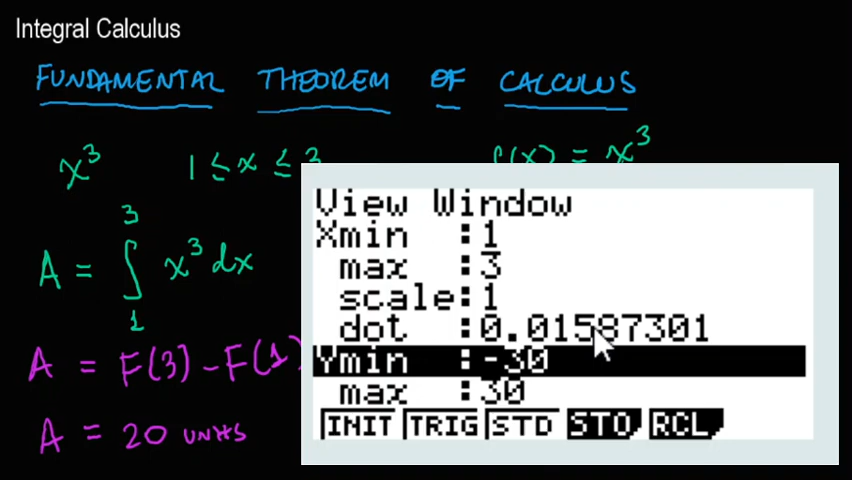 Integral Calculus
FUNDAMENTAL THEOREM OF CALCULUS
x³ 1 ≤ x ≤ 3 f(x) = x³
A = ∫₁³ x³ dx
A = F(3) - F(1)
A = 20 UNITS
View Window
Xmin :1
max :3
scale:1
dot :0.01587301
Ymin :-30
max :30
INIT TRIG STD STO RCL